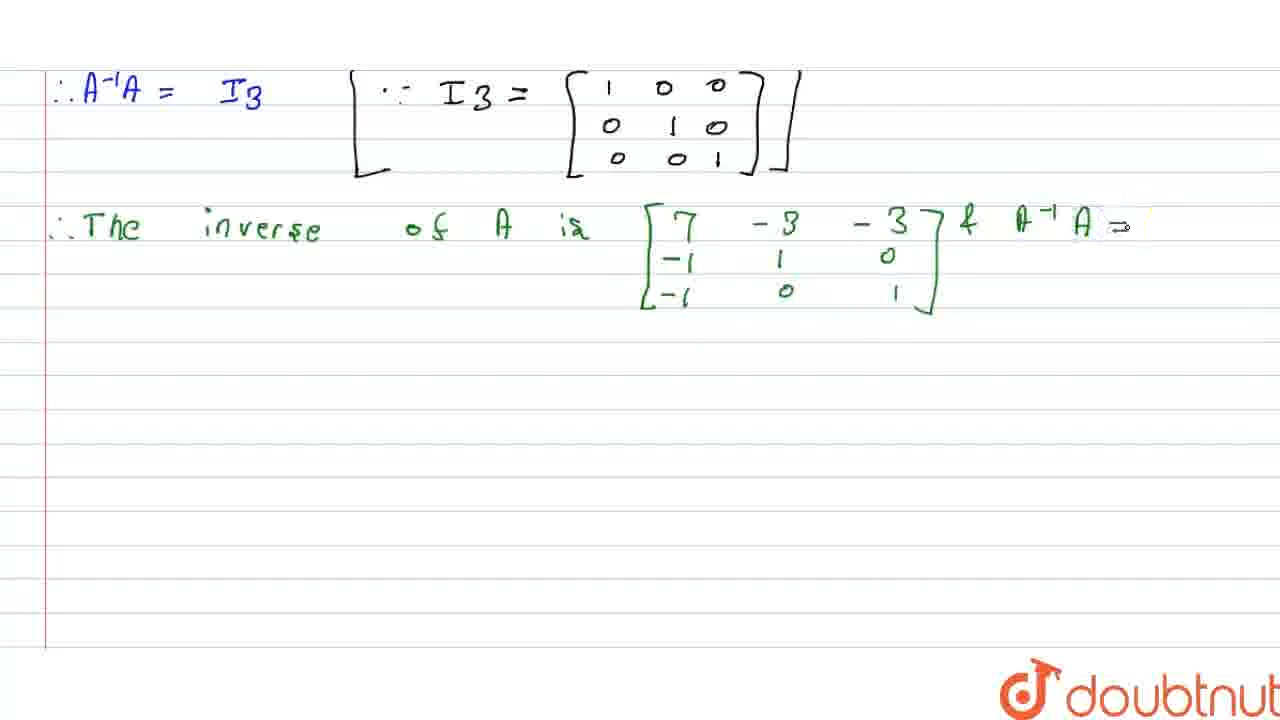 ∴ A⁻¹A = I3 [ ∵ I3 = [ 1 0 0
0 1 0
0 0 1 ] ]
∴ The inverse of A is [ 7 -3 -3 ] & A⁻¹ A =
-1 1 0
-1 0 1
doubtnut